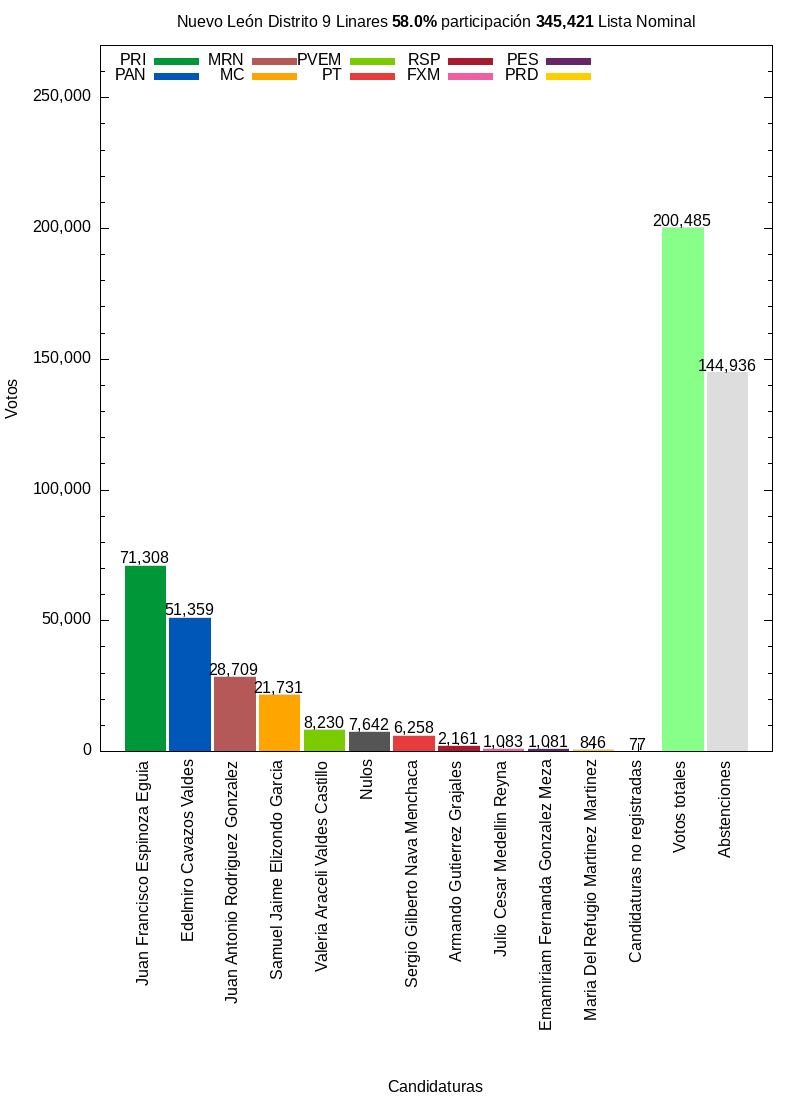 Nuevo León Distrito 9 Linares 58.0% participación 345,421 Lista Nominal
PRI MRN PVEM RSP PES
PAN MC PT FXM PRD
250,000
200,000
150,000
100,000
50,000
0
Votos
71,308
51,359
28,709
21,731
8,230
7,642
6,258
2,161
1,083
1,081
846
77
200,485
144,936
Juan Francisco Espinoza Eguia
Edelmiro Cavazos Valdes
Juan Antonio Rodriguez Gonzalez
Samuel Jaime Elizondo Garcia
Valeria Araceli Valdes Castillo
Nulos
Sergio Gilberto Nava Menchaca
Armando Gutierrez Grajales
Julio Cesar Medellin Reyna
Emamiriam Fernanda Gonzalez Meza
Maria Del Refugio Martinez Martinez
Candidaturas no registradas
Votos totales
Abstenciones
Candidaturas